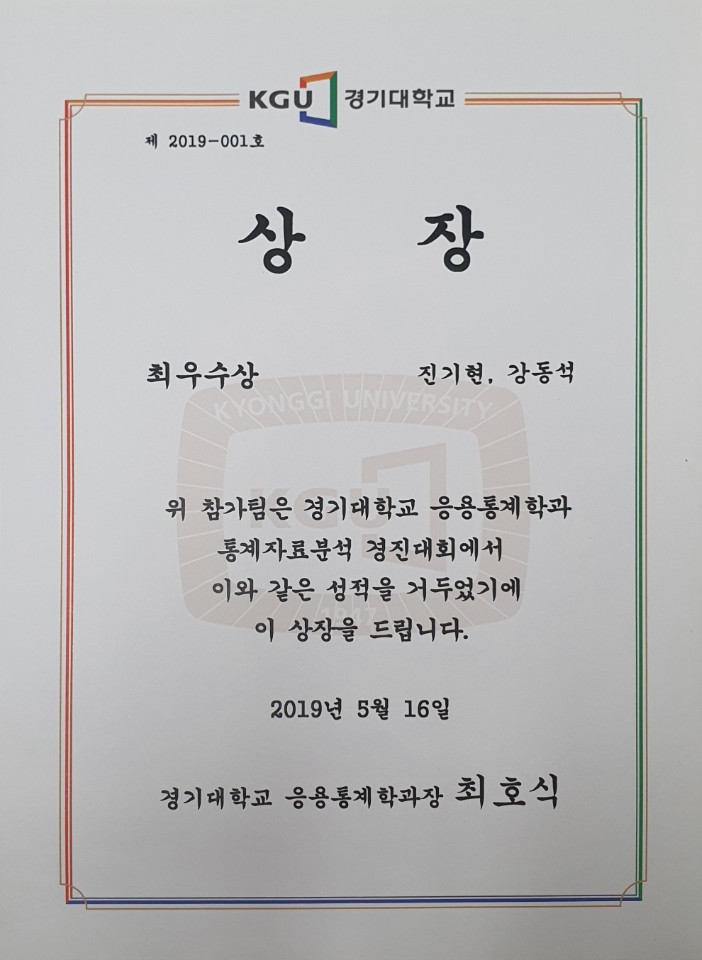 KGU 경기대학교
제 2019-001호
상 장
최우수상 진기현, 강동석
KYONGGI UNIVERSITY
KGU
위 참가팀은 경기대학교 응용통계학과
통계자료분석 경진대회에서
이와 같은 성적을 거두었기에
1947
이 상장을 드립니다.
2019년 5월 16일
경기대학교 응용통계학과장 최호식